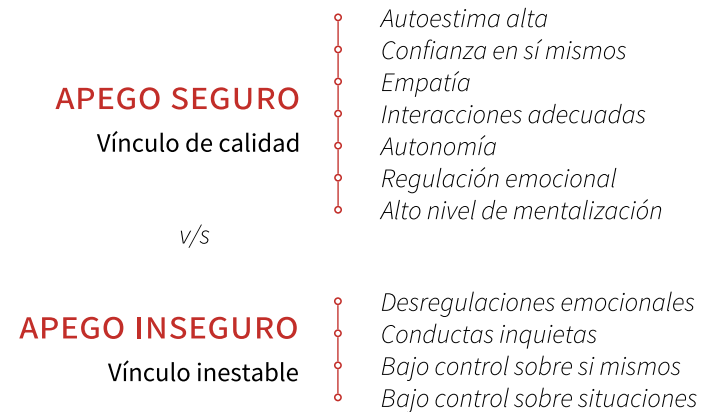 APEGO SEGURO
Vínculo de calidad
Autoestima alta
Confianza en sí mismos
Empatía
Interacciones adecuadas
Autonomía
Regulación emocional
Alto nivel de mentalización
v/s
APEGO INSEGURO
Vínculo inestable
Desregulaciones emocionales
Conductas inquietas
Bajo control sobre si mismos
Bajo control sobre situaciones